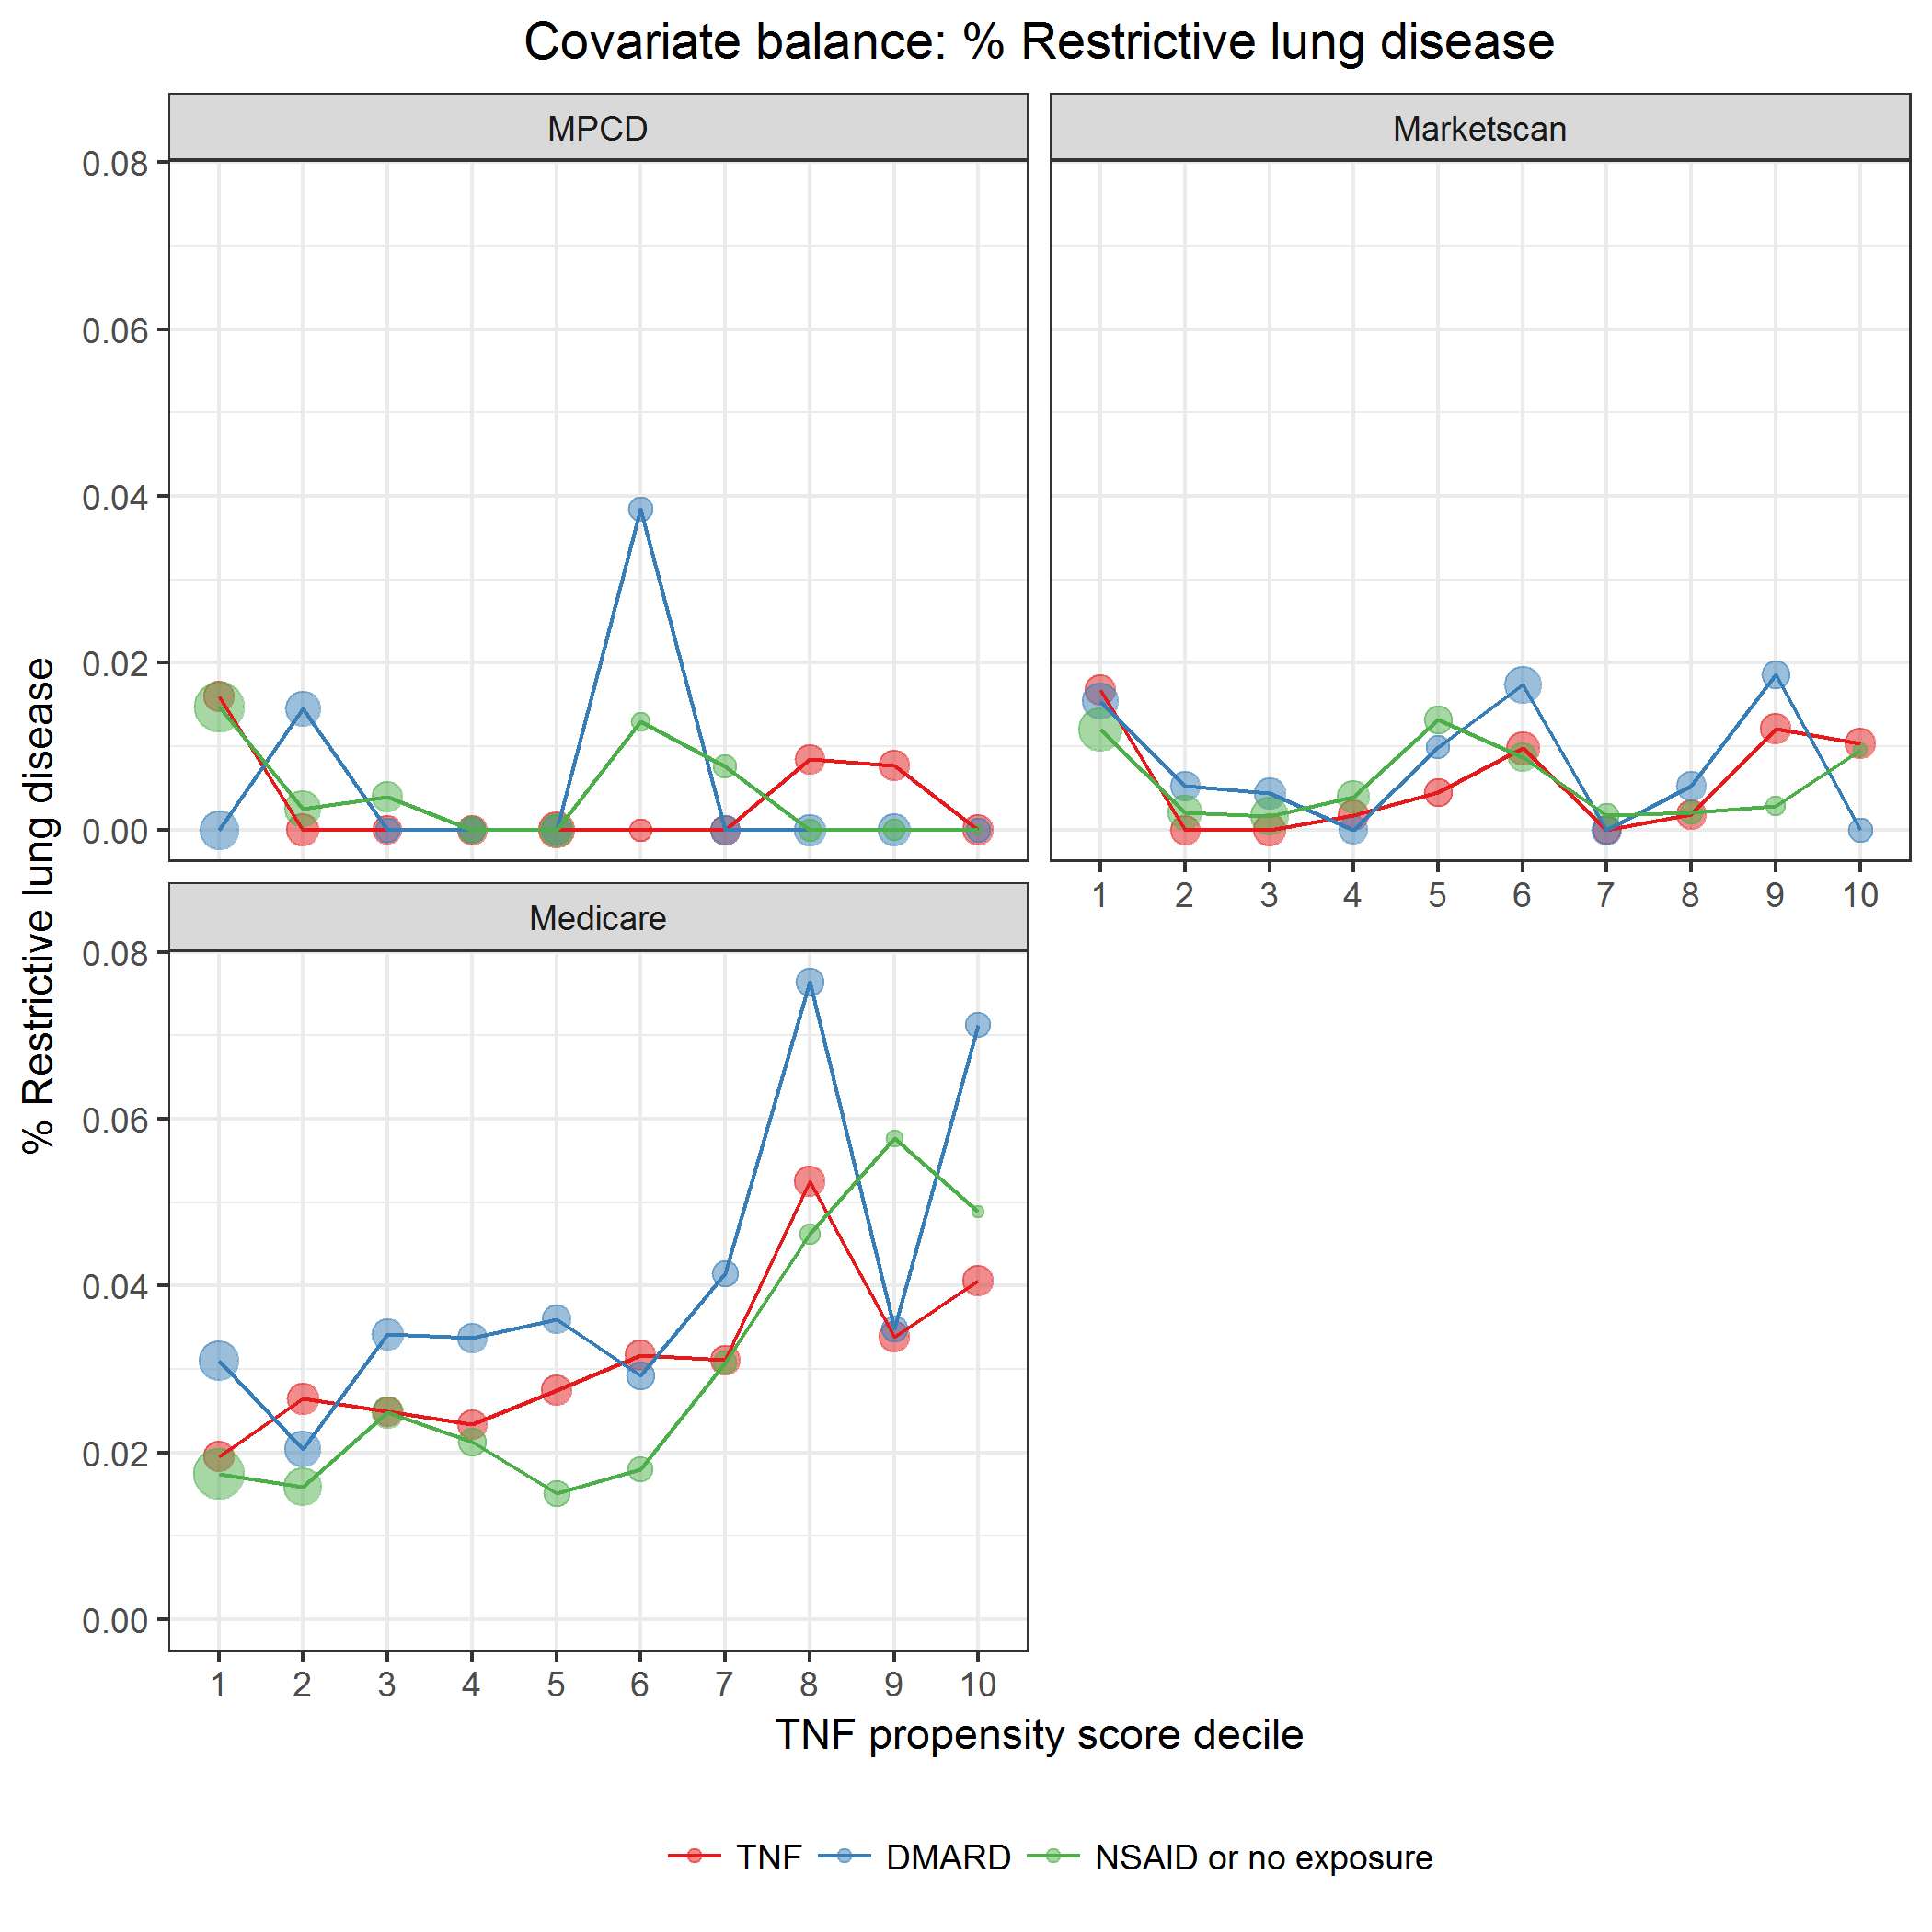 Covariate balance: % Restrictive lung disease
MPCD
Marketscan
0.08
0.06
0.04
0.02
0.00
1 2 3 4 5 6 7 8 9 10
Medicare
0.08
0.06
0.04
0.02
0.00
1 2 3 4 5 6 7 8 9 10
% Restrictive lung disease
TNF propensity score decile
TNF DMARD NSAID or no exposure